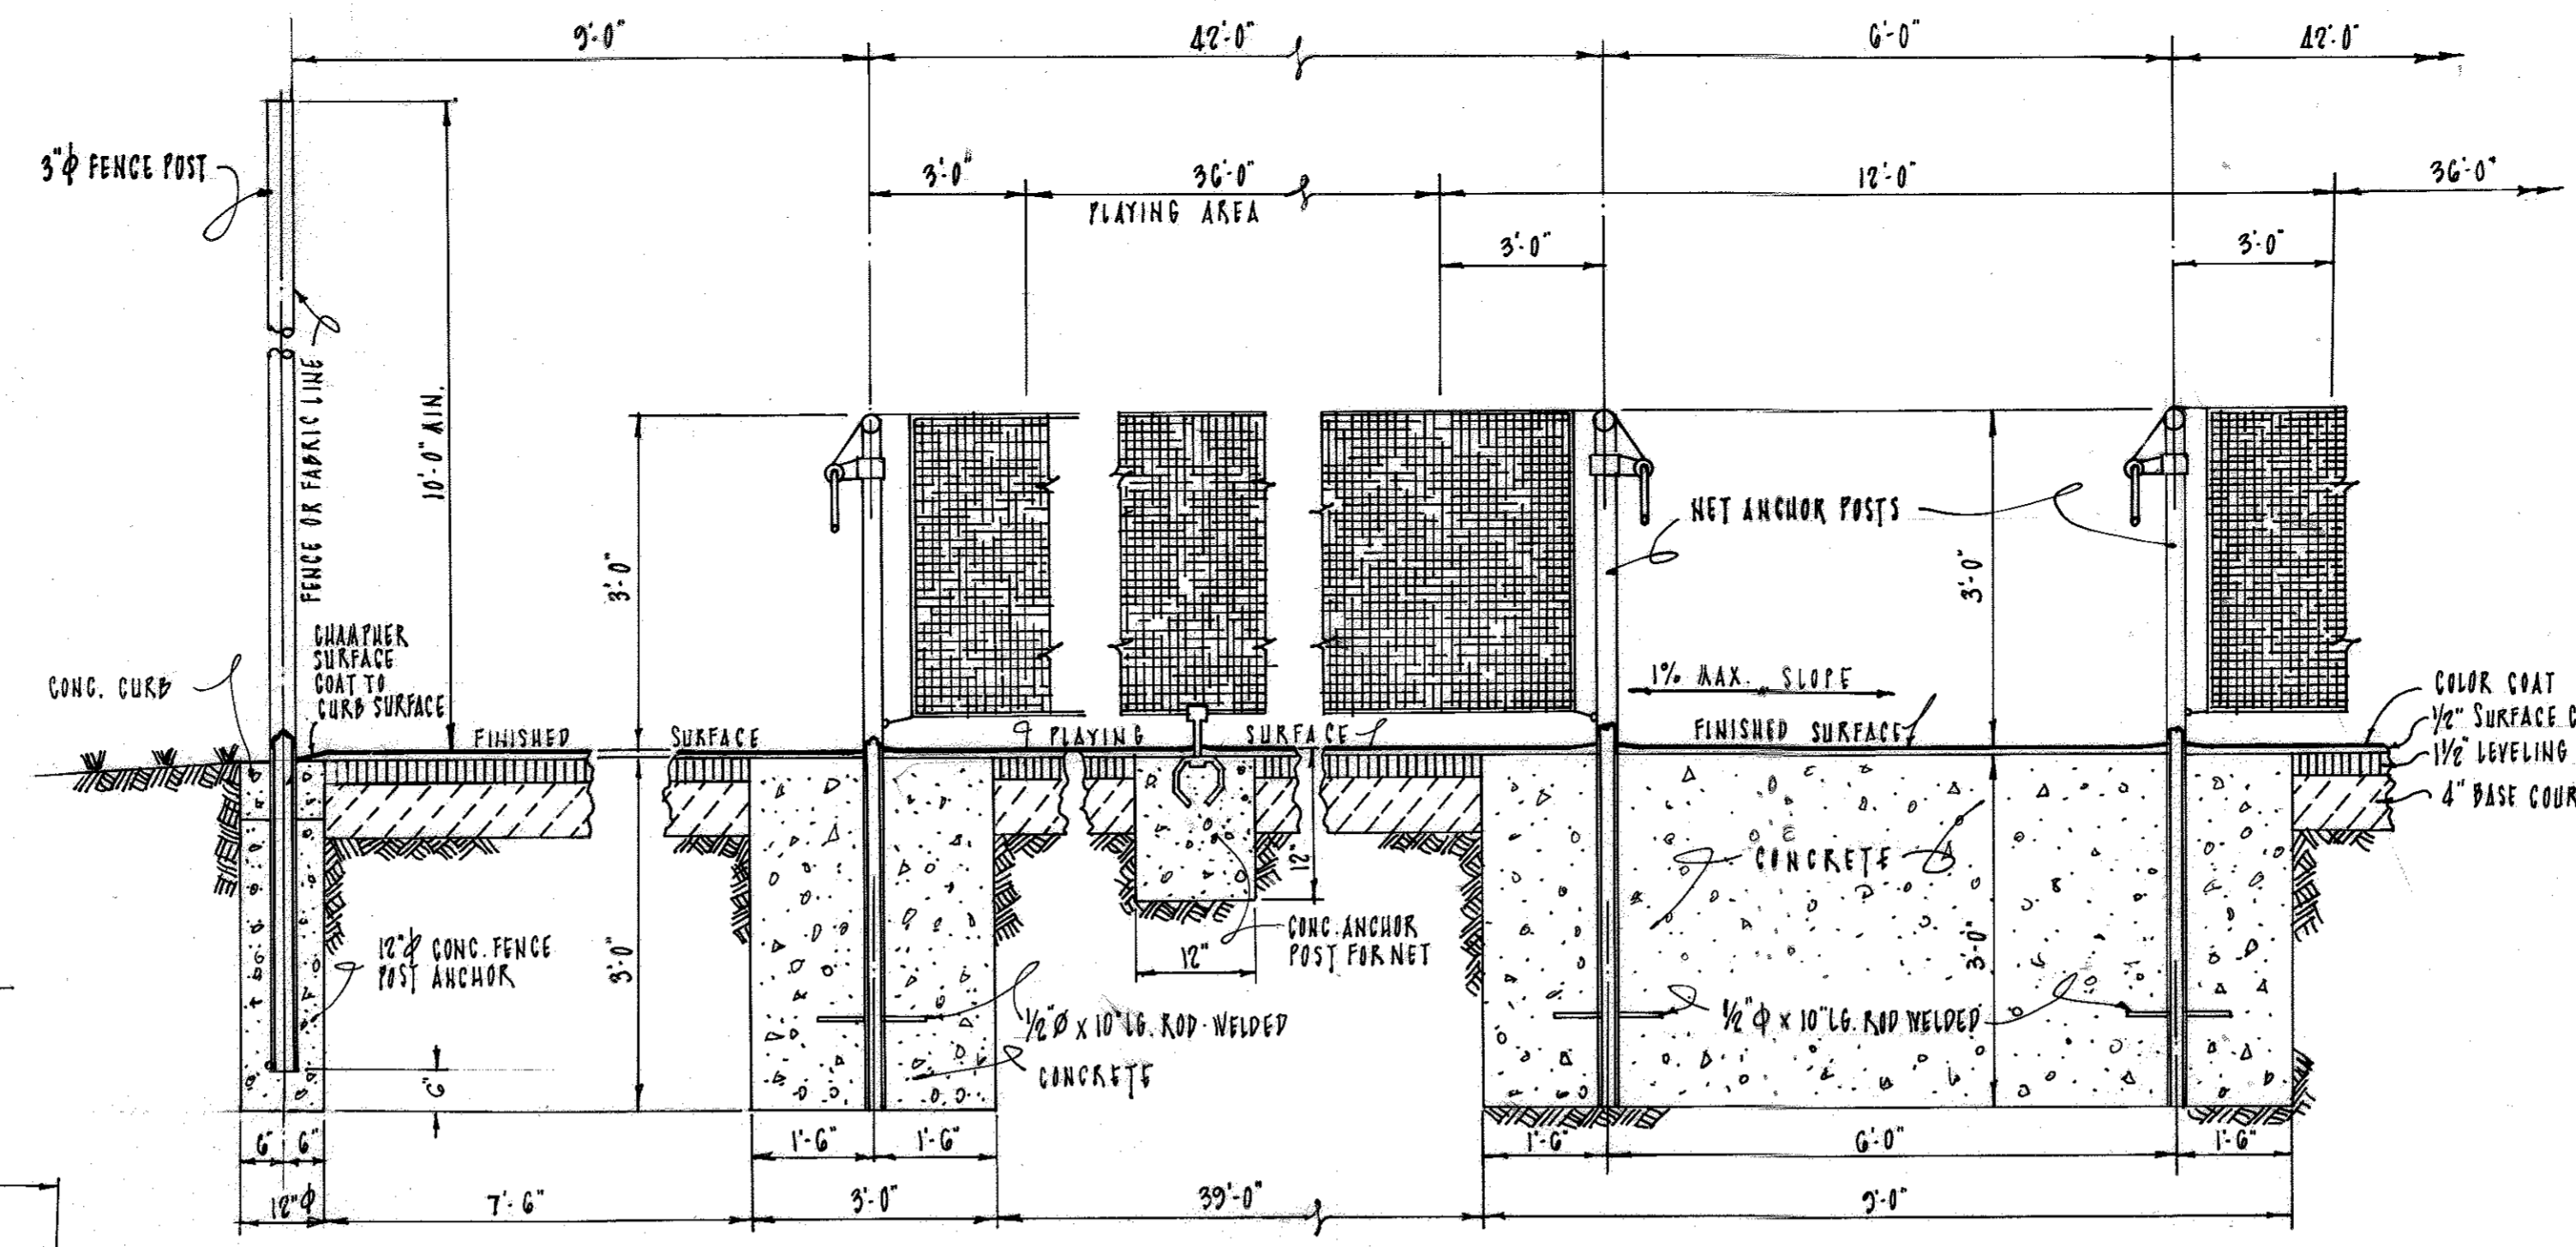 9'-0" 42'-0" 6'-0" 42'-0"
3"ϕ FENCE POST
3'-0" 36'-0" 12'-0" 36'-0"
PLAYING AREA
3'-0" 3'-0"
FENCE OR FABRIC LINE
10'-0" MIN.
3'-0"
NET ANCHOR POSTS
3'-0"
CHAMPHER
SURFACE
COAT TO
CURB SURFACE
CONC. CURB
1% MAX. SLOPE
COLOR COAT
1/2" SURFACE C
1 1/2" LEVELING
4" BASE COUR
FINISHED SURFACE PLAYING SURFACE FINISHED SURFACE
12"
CONCRETE
12"ϕ CONC. FENCE
POST ANCHOR
3'-0"
12"
CONC. ANCHOR
POST FOR NET
3'-0"
1/2"Ø x 10" LG. ROD WELDED
CONCRETE
1/2"ϕ x 10" LG. ROD WELDED
6"
6" 6" 1'-6" 1'-6" 1'-6" 6'-0" 1'-6"
12"ϕ 7'-6" 3'-0" 39'-0" 9'-0"